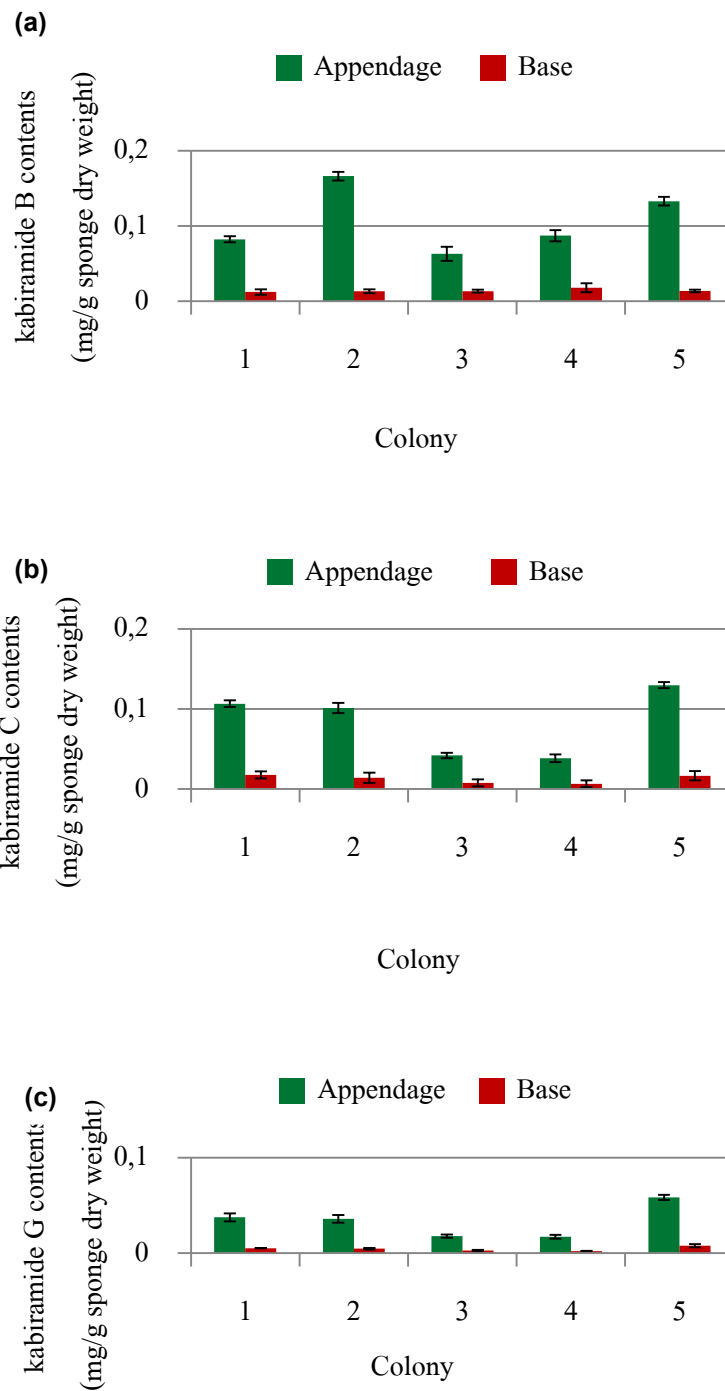 (a)
Appendage Base
kabiramide B contents
(mg/g sponge dry weight)
0,2
0,1
0
1 2 3 4 5
Colony
(b)
Appendage Base
kabiramide C contents
(mg/g sponge dry weight)
0,2
0,1
0
1 2 3 4 5
Colony
(c)
Appendage Base
kabiramide G contents
(mg/g sponge dry weight)
0,1
0
1 2 3 4 5
Colony